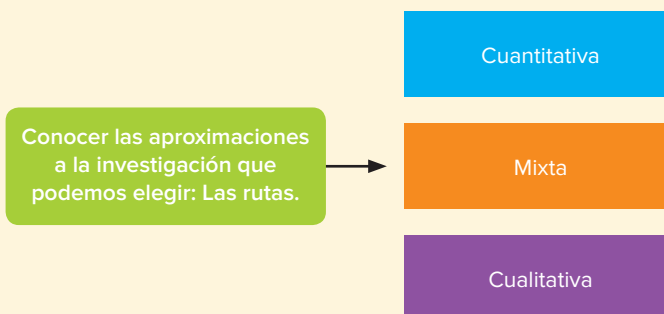 Conocer las aproximaciones
a la investigación que
podemos elegir: Las rutas.
Cuantitativa
Mixta
Cualitativa